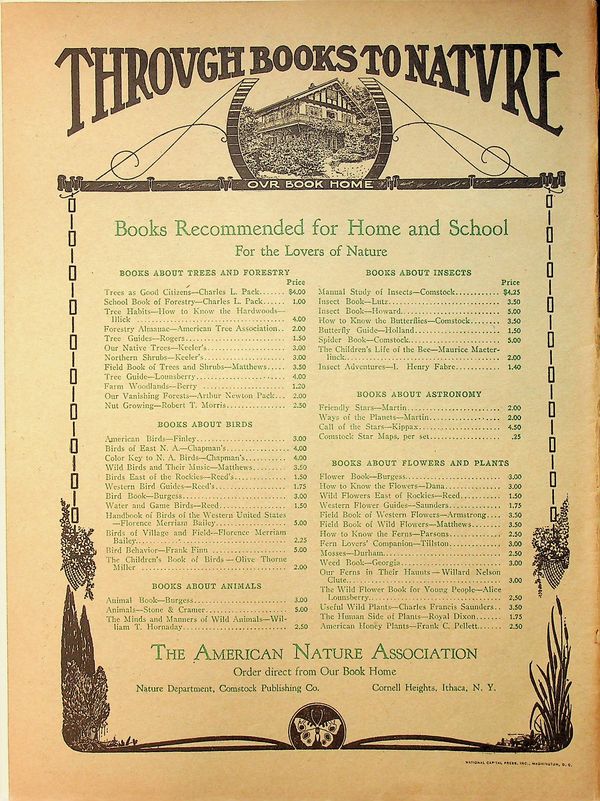 THROVGH BOOKS TO NATVRE
OVR BOOK HOME
Books Recommended for Home and School
For the Lovers of Nature
BOOKS ABOUT TREES AND FORESTRY
Price
Trees as Good Citizens—Charles L. Pack...... $4.00
School Book of Forestry—Charles L. Pack...... 1.00
Tree Habits—How to Know the Hardwoods—
Illick ...... 4.00
Forestry Almanac—American Tree Association.. 2.00
Tree Guides—Rogers...... 1.50
Our Native Trees—Keeler's...... 3.00
Northern Shrubs—Keeler's...... 3.00
Field Book of Trees and Shrubs—Matthews...... 3.50
Tree Guide—Lounsberry...... 4.00
Farm Woodlands—Berry ...... 1.20
Our Vanishing Forests—Arthur Newton Pack... 2.00
Nut Growing—Robert T. Morris...... 2.50
BOOKS ABOUT BIRDS
American Birds—Finley...... 3.00
Birds of East N. A.—Chapman's...... 4.00
Color Key to N. A. Birds—Chapman's...... 4.00
Wild Birds and Their Music—Matthews...... 3.50
Birds East of the Rockies—Reed's...... 1.50
Western Bird Guides—Reed's...... 1.75
Bird Book—Burgess...... 3.00
Water and Game Birds—Reed...... 1.50
Handbook of Birds of the Western United States
—Florence Merriam Bailey...... 5.00
Birds of Village and Field—Florence Merriam
Bailey...... 2.25
Bird Behavior—Frank Finn ...... 5.00
The Children's Book of Birds—Olive Thorne
Miller ...... 2.00
BOOKS ABOUT ANIMALS
Animal Book—Burgess...... 3.00
Animals—Stone & Cramer ...... 5.00
The Minds and Manners of Wild Animals—Wil-
liam T. Hornaday...... 2.50
BOOKS ABOUT INSECTS
Price
Manual Study of Insects—Comstock...... $4.25
Insect Book—Lutz...... 3.50
Insect Book—Howard...... 5.00
How to Know the Butterflies—Comstock...... 3.50
Butterfly Guide—Holland...... 1.50
Spider Book—Comstock...... 5.00
The Children's Life of the Bee—Maurice Maeter-
linck...... 2.00
Insect Adventures—J. Henry Fabre...... 1.40
BOOKS ABOUT ASTRONOMY
Friendly Stars—Martin...... 2.00
Ways of the Planets—Martin...... 2.00
Call of the Stars—Kippax...... 4.50
Comstock Star Maps, per set...... .25
BOOKS ABOUT FLOWERS AND PLANTS
Flower Book—Burgess...... 3.00
How to Know the Flowers—Dana...... 3.00
Wild Flowers East of Rockies—Reed...... 1.50
Western Flower Guides—Saunders...... 1.75
Field Book of Western Flowers—Armstrong...... 3.50
Field Book of Wild Flowers—Matthews...... 3.50
How to Know the Ferns—Parsons...... 2.50
Fern Lovers' Companion—Tillston...... 3.00
Mosses—Durham...... 2.50
Weed Book—Georgia...... 3.00
Our Ferns in Their Haunts—Willard Nelson
Clute...... 3.00
The Wild Flower Book for Young People—Alice
Lounsberry...... 2.50
Useful Wild Plants—Charles Francis Saunders.. 3.50
The Human Side of Plants—Royal Dixon...... 1.75
American Honey Plants—Frank C. Pellett...... 2.50
THE AMERICAN NATURE ASSOCIATION
Order direct from Our Book Home
Nature Department, Comstock Publishing Co. Cornell Heights, Ithaca, N. Y.
NATIONAL CAPITAL PRESS, INC., WASHINGTON, D. C.